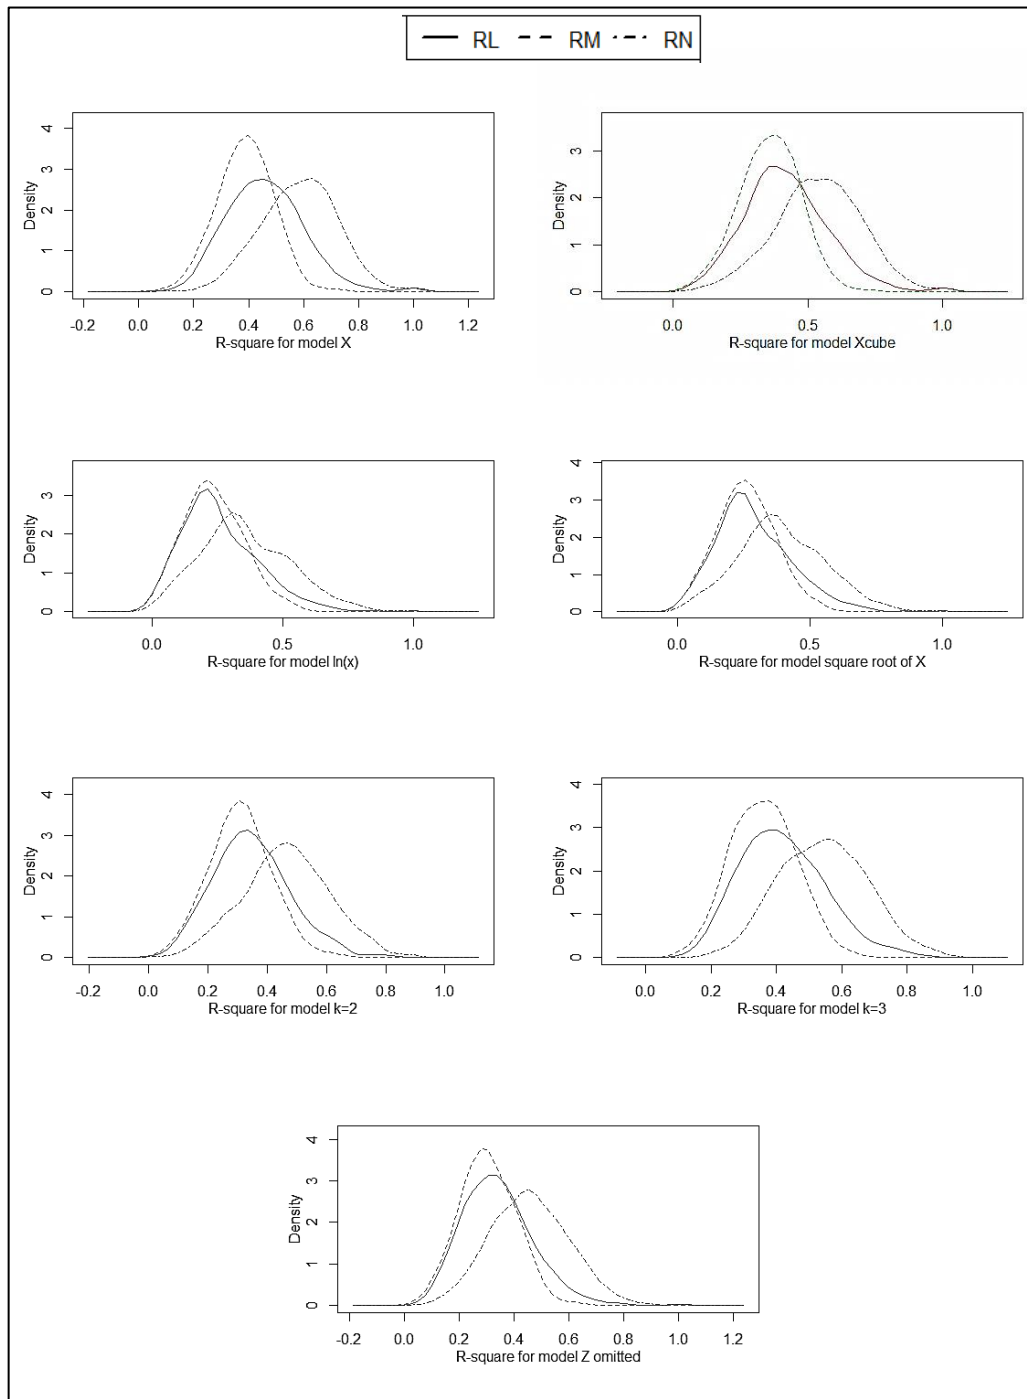 RL RM RN
Density
0 1 2 3 4
-0.2 0.0 0.2 0.4 0.6 0.8 1.0 1.2
R-square for model X
Density
0 1 2 3
0.0 0.5 1.0
R-square for model Xcube
Density
0 1 2 3
0.0 0.5 1.0
R-square for model ln(x)
Density
0 1 2 3 4
0.0 0.5 1.0
R-square for model square root of X
Density
0 1 2 3 4
-0.2 0.0 0.2 0.4 0.6 0.8 1.0
R-square for model k=2
Density
0 1 2 3 4
0.0 0.2 0.4 0.6 0.8 1.0
R-square for model k=3
Density
0 1 2 3 4
-0.2 0.0 0.2 0.4 0.6 0.8 1.0 1.2
R-square for model Z omitted